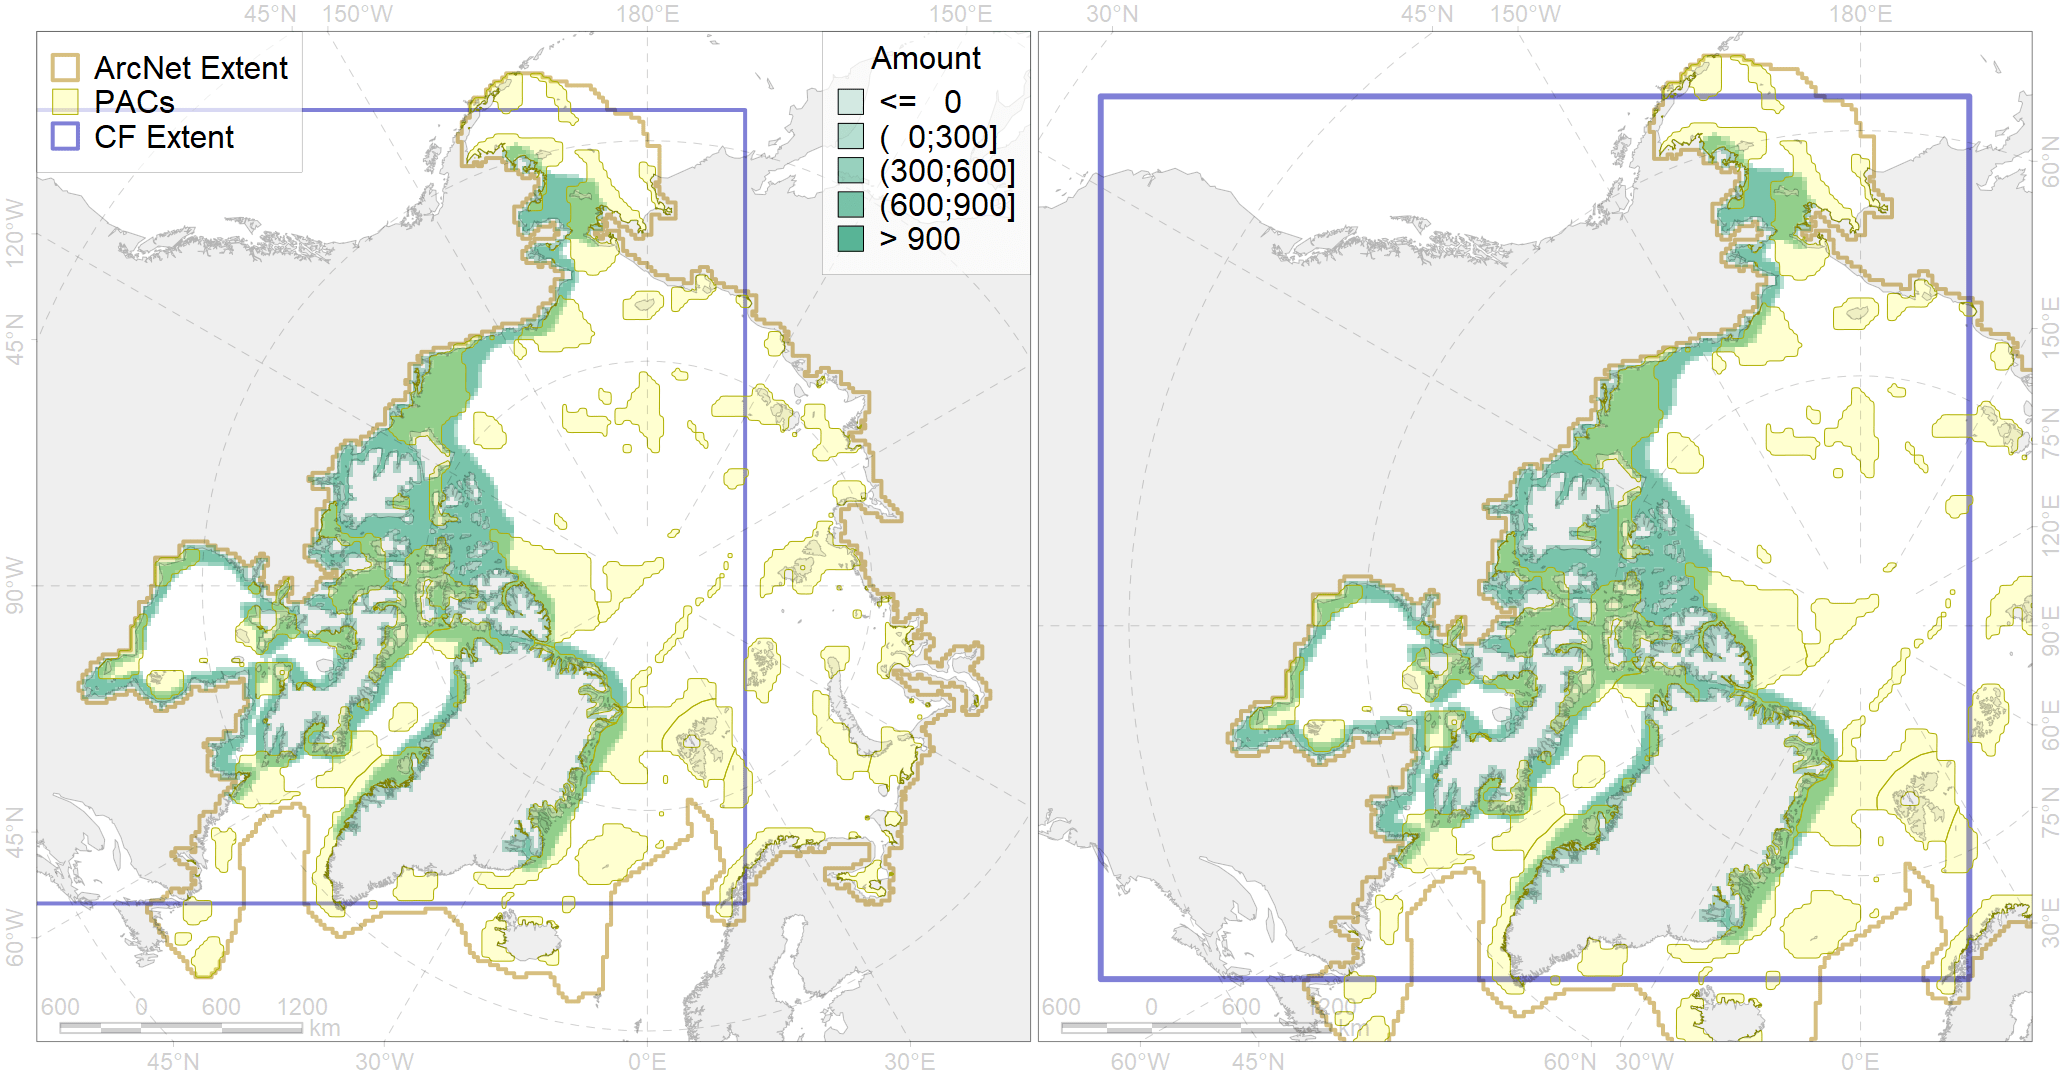 45°N 150°W 180°E 150°E 30°N 45°N 150°W 180°E
ArcNet Extent
PACs
CF Extent
Amount
<= 0
( 0;300]
(300;600]
(600;900]
> 900
120°W
45°N
90°W
45°N
60°W
60°N
150°E
75°N
120°E
90°E
60°E
75°N
30°E
600 0 600 1200
km
600 0 600 1200
km
45°N 30°W 0°E 30°E 60°W 45°N 60°N 30°W 0°E